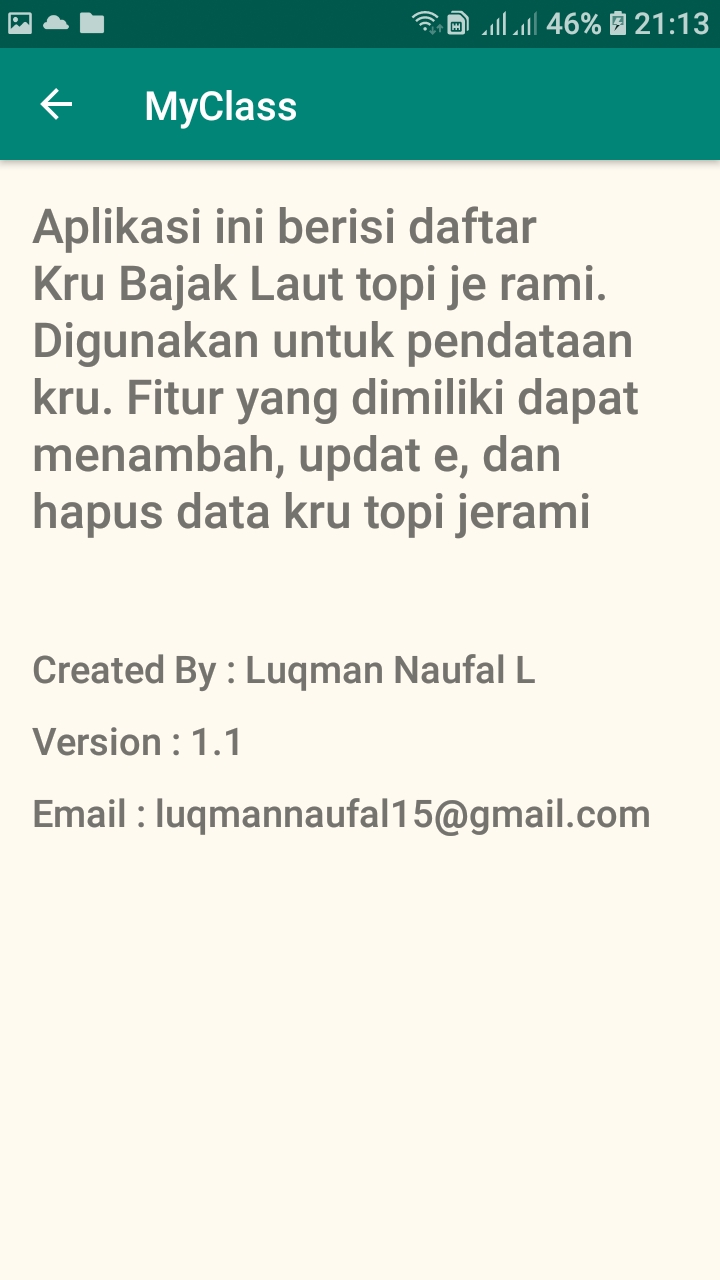 46% 21:13
MyClass
Aplikasi ini berisi daftar
Kru Bajak Laut topi je rami.
Digunakan untuk pendataan
kru. Fitur yang dimiliki dapat
menambah, updat e, dan
hapus data kru topi jerami
Created By : Luqman Naufal L
Version : 1.1
Email : luqmannaufal15@gmail.com